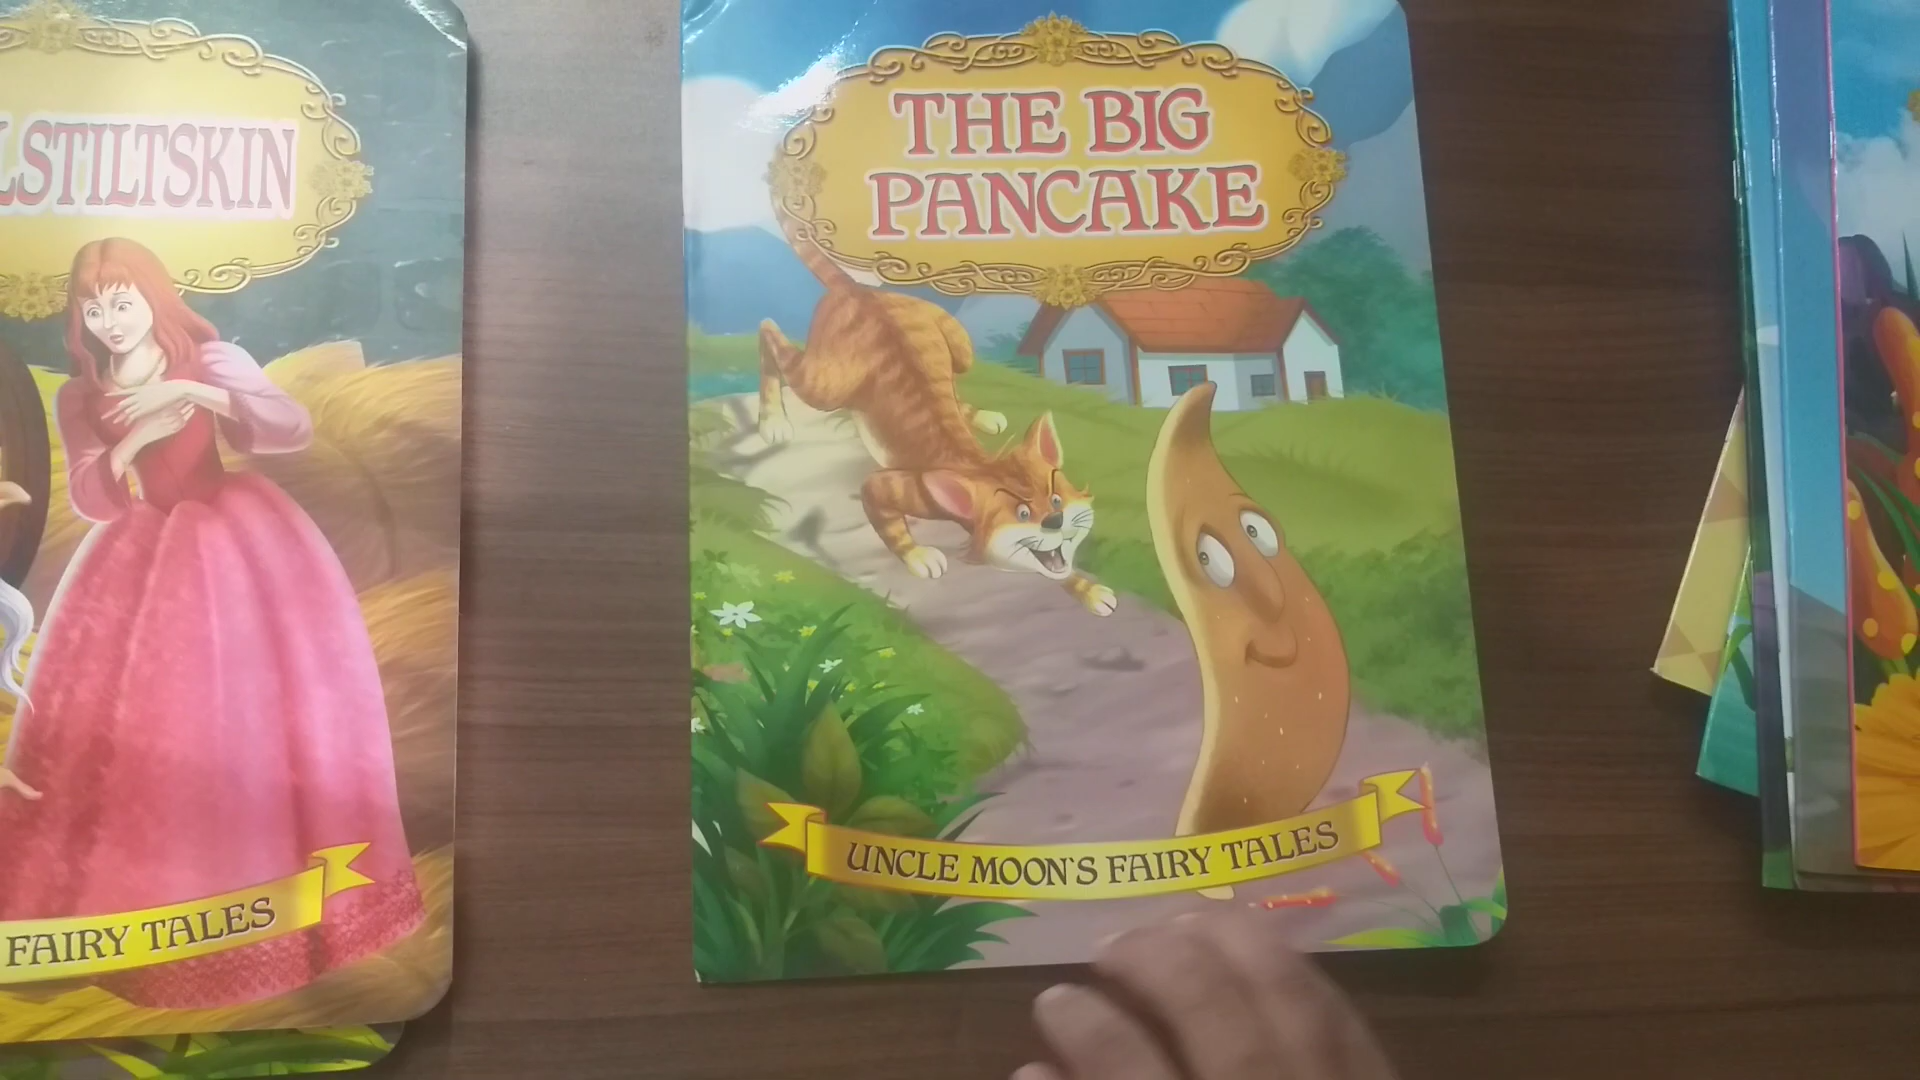 LSTILTSKIN
FAIRY TALES
THE BIG
PANCAKE
UNCLE MOON'S FAIRY TALES